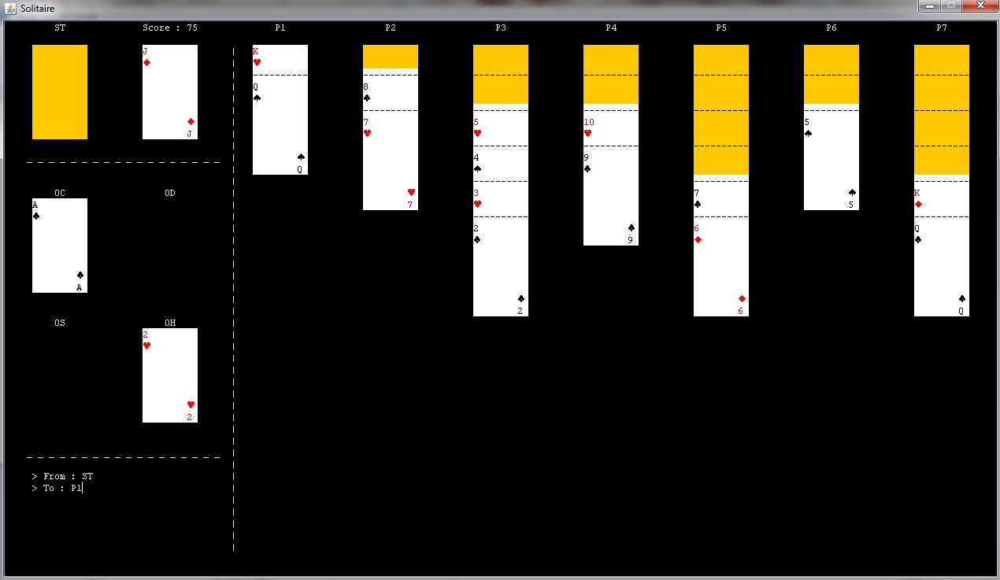 Solitaire
ST Score : 75 P1 P2 P3 P4 P5 P6 P7
J K
Q 8
7 5 10 5
J
4 9
Q
OC OD
A 7 K
7 5
3
2 6 Q
9
A 2 6 Q
OS OH
2
2
> From : ST
> To : P1